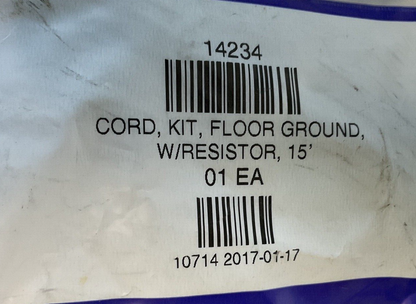 14234
CORD, KIT, FLOOR GROUND,
W/RESISTOR, 15'
01 EA
10714 2017-01-17